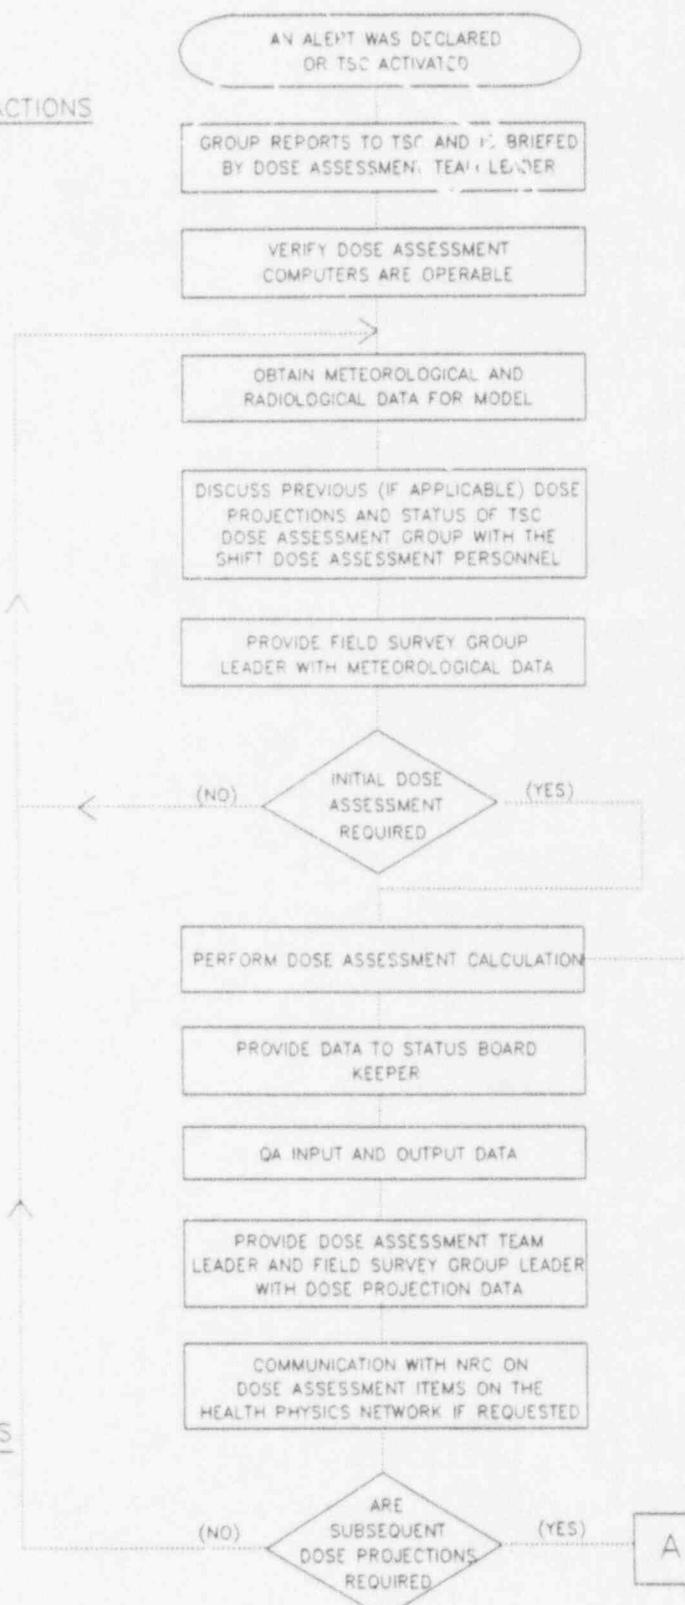 AN ALERT WAS DECLARED
OR TSC ACTIVATED
ACTIONS
GROUP REPORTS TO TSC AND IS BRIEFED
BY DOSE ASSESSMENT TEAM LEADER
VERIFY DOSE ASSESSMENT
COMPUTERS ARE OPERABLE
OBTAIN METEOROLOGICAL AND
RADIOLOGICAL DATA FOR MODEL
DISCUSS PREVIOUS (IF APPLICABLE) DOSE
PROJECTIONS AND STATUS OF TSC
DOSE ASSESSMENT GROUP WITH THE
SHIFT DOSE ASSESSMENT PERSONNEL
PROVIDE FIELD SURVEY GROUP
LEADER WITH METEOROLOGICAL DATA
(NO)
INITIAL DOSE
ASSESSMENT
REQUIRED
(YES)
PERFORM DOSE ASSESSMENT CALCULATION
PROVIDE DATA TO STATUS BOARD
KEEPER
QA INPUT AND OUTPUT DATA
PROVIDE DOSE ASSESSMENT TEAM
LEADER AND FIELD SURVEY GROUP LEADER
WITH DOSE PROJECTION DATA
COMMUNICATION WITH NRC ON
DOSE ASSESSMENT ITEMS ON THE
HEALTH PHYSICS NETWORK IF REQUESTED
S
(NO)
ARE
SUBSEQUENT
DOSE PROJECTIONS
REQUIRED
(YES)
A